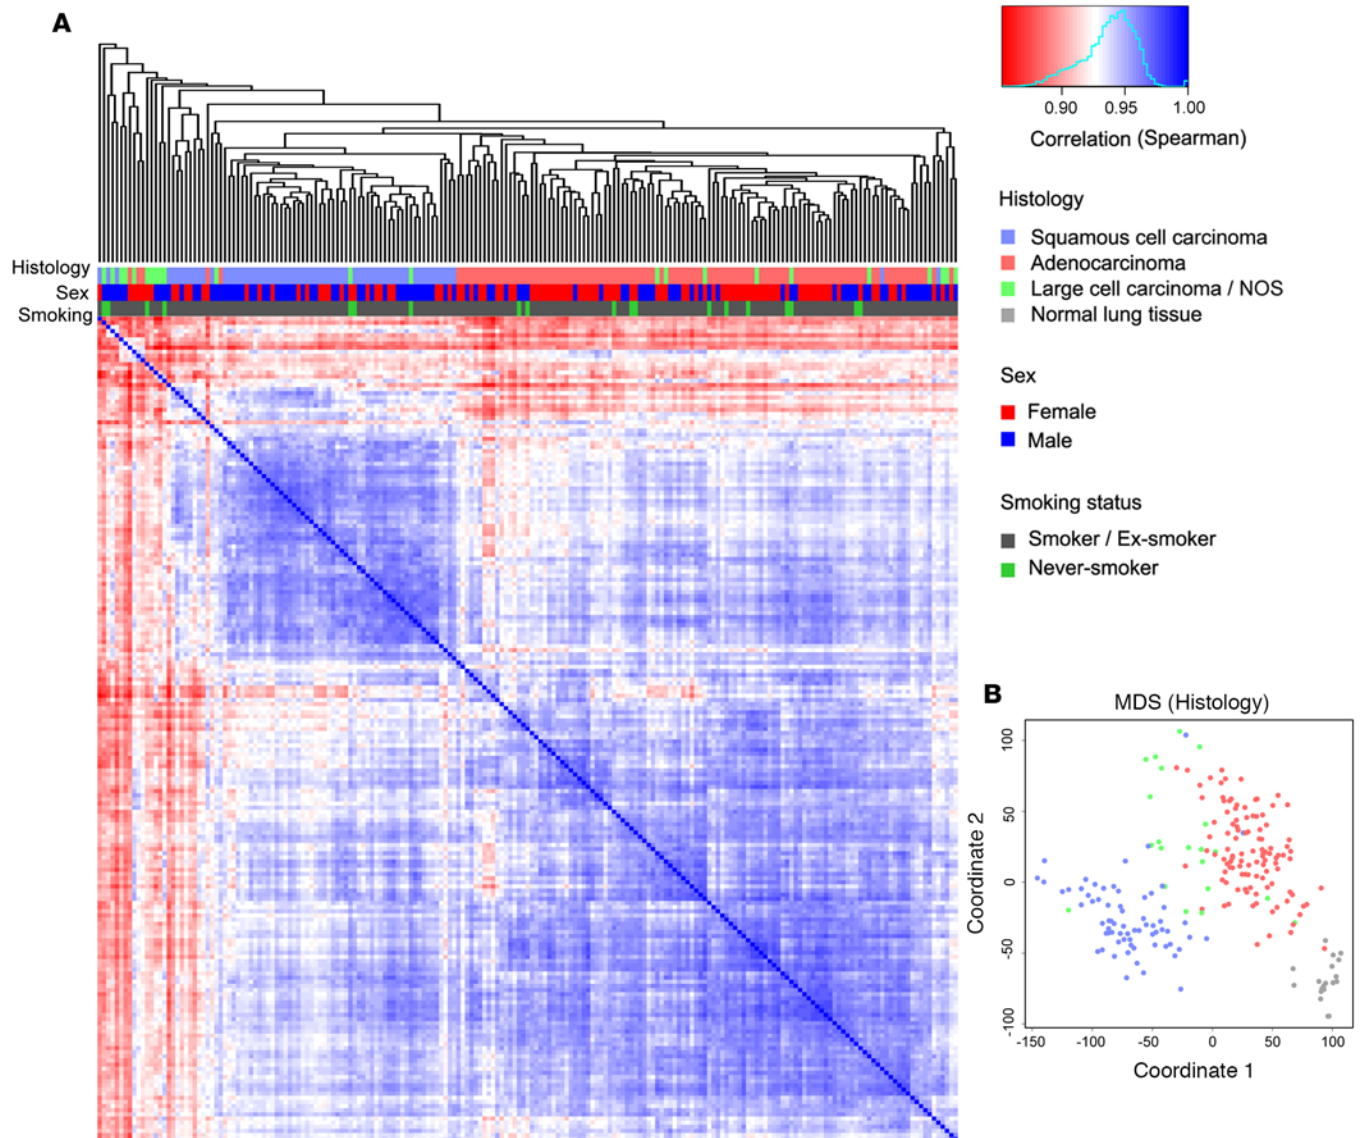 A
0.90 0.95 1.00
Correlation (Spearman)
Histology
Squamous cell carcinoma
Adenocarcinoma
Large cell carcinoma / NOS
Normal lung tissue
Sex
Female
Male
Smoking status
Smoker / Ex-smoker
Never-smoker
Histology
Sex
Smoking
B
MDS (Histology)
Coordinate 2
100
50
0
-50
-100
-150 -100 -50 0 50 100
Coordinate 1